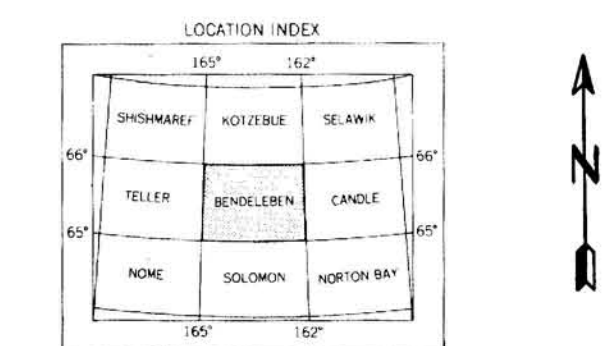 LOCATION INDEX
165° 162°
SHISHMAREF KOTZEBUE SELAWIK
66° 66°
TELLER BENDELEBEN CANDLE
65° 65°
NOME SOLOMON NORTON BAY
165° 162°
N